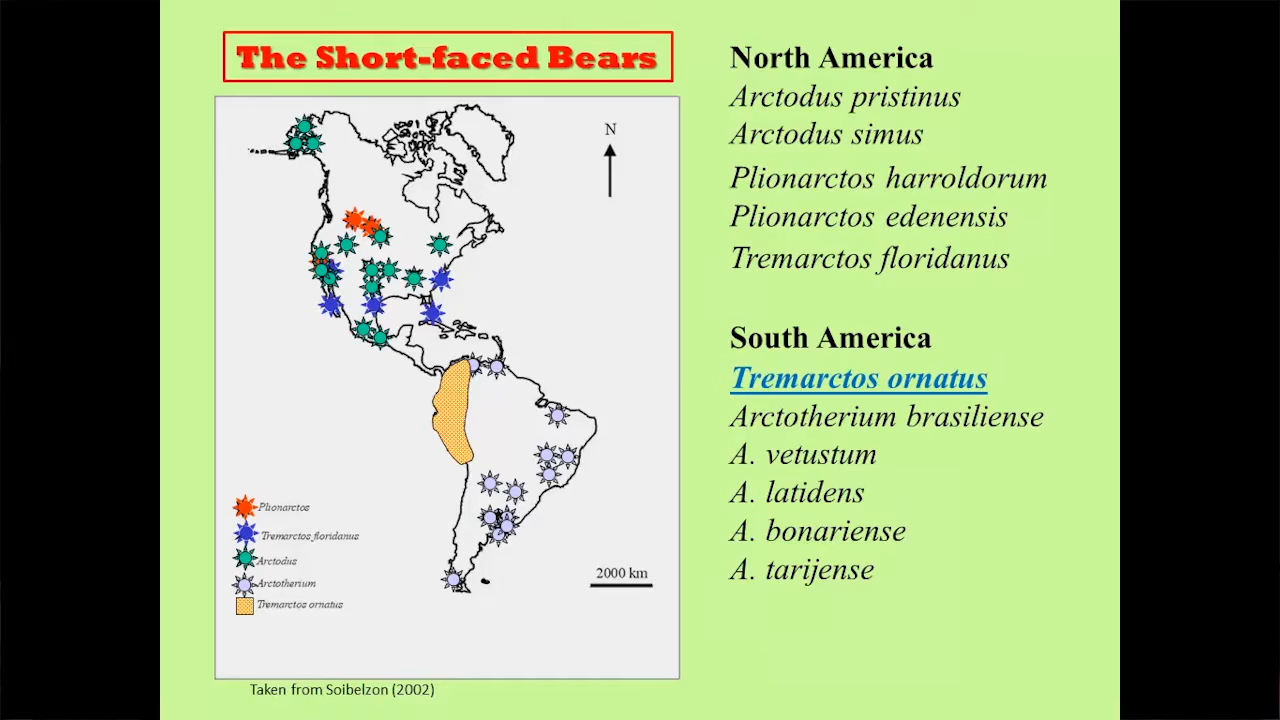 The Short-faced Bears
N
Plionarctos
Tremarctos floridanus
Arctodus
Arctotherium
Tremarctos ornatus
2000 km
Taken from Soibelzon (2002)
North America
Arctodus pristinus
Arctodus simus
Plionarctos harroldorum
Plionarctos edenensis
Tremarctos floridanus
South America
Tremarctos ornatus
Arctotherium brasiliense
A. vetustum
A. latidens
A. bonariense
A. tarijense